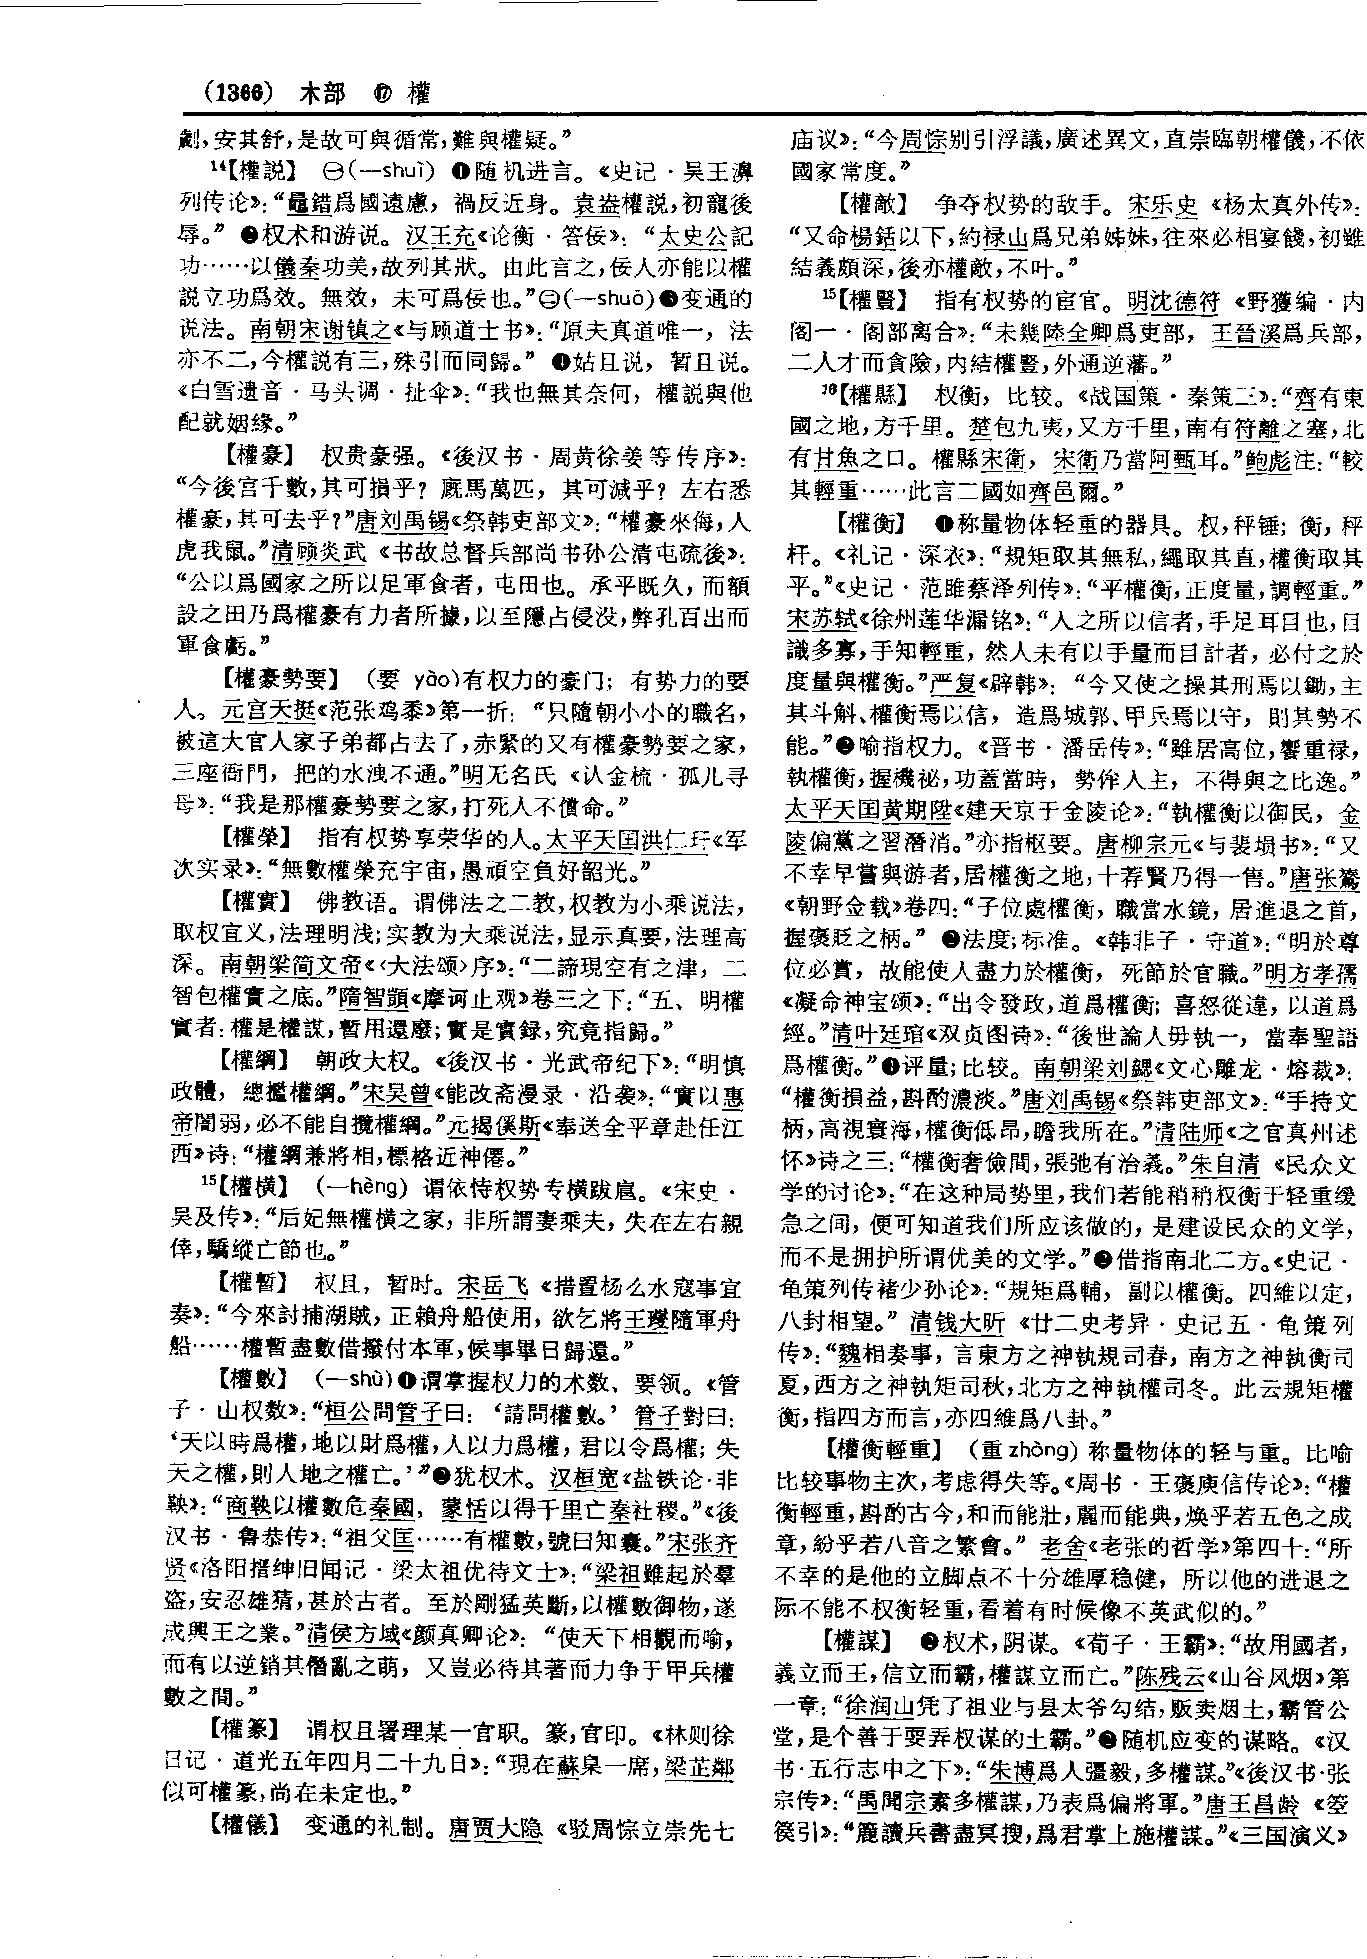 (1366) 木部 ⑰ 權
劇,安其舒,是故可與循常,難與權疑。”
14【權説】 ㊀(—shuì) ❶随机进言。《史记·吴王濞
列传论》:“鼂錯爲國遠慮，禍反近身。袁盎權説,初寵後
辱。” ❷权术和游说。汉王充《论衡·答佞》:“太史公記
功……以儀秦功美,故列其狀。由此言之,佞人亦能以權
説立功爲效。無效，未可爲佞也。”㊁(—shuō)❸变通的
说法。南朝宋谢镇之《与顾道士书》:“原夫真道唯一，法
亦不二,今權説有三,殊引而同歸。” ❹姑且说，暂且说。
《白雪遗音·马头调·扯伞》:“我也無其奈何，權説與他
配就姻緣。”
【權豪】 权贵豪强。《後汉书·周黄徐姜等传序》:
“今後宫千數,其可損乎? 廐馬萬匹，其可減乎? 左右悉
權豪,其可去乎?”唐刘禹锡《祭韩吏部文》:“權豪來侮,人
虎我鼠。”清顾炎武《书故总督兵部尚书孙公清屯疏後》:
“公以爲國家之所以足軍食者，屯田也。承平既久，而額
設之田乃爲權豪有力者所據,以至隱占侵没,弊孔百出而
軍食虧。”
【權豪勢要】 (要 yào)有权力的豪门; 有势力的要
人。元宫天挺《范张鸡黍》第一折: “只隨朝小小的職名，
被這大官人家子弟都占去了,赤緊的又有權豪勢要之家，
三座衙門，把的水洩不通。”明无名氏《认金梳·孤儿寻
母》:“我是那權豪勢要之家,打死人不償命。”
【權榮】 指有权势享荣华的人。太平天囯洪仁玕《军
次实录》:“無數權榮充宇宙,愚頑空負好韶光。”
【權實】 佛教语。谓佛法之二教,权教为小乘说法，
取权宜义,法理明浅;实教为大乘说法,显示真要,法理高
深。南朝梁简文帝《〈大法颂〉序》:“二諦現空有之津，二
智包權實之底。”隋智顗《摩诃止观》卷三之下:“五、明權
實者: 權是權謀,暫用還廢;實是實録,究竟指歸。”
【權綱】 朝政大权。《後汉书·光武帝纪下》:“明慎
政體，總攬權綱。”宋吴曾《能改斋漫录·沿袭》:“實以惠
帝闇弱,必不能自攬權綱。”元揭傒斯《奉送全平章赴任江
西》诗:“權綱兼將相,標格近神僊。”
15【權横】 (—hèng) 谓依恃权势专横跋扈。《宋史·
吴及传》:“后妃無權横之家，非所謂妻乘夫，失在左右親
倖,驕縱亡節也。”
【權暫】 权且，暂时。宋岳飞《措置杨么水寇事宜
奏》:“今來討捕湖賊，正賴舟船使用，欲乞將王𤫉隨軍舟
船……權暫盡數借撥付本軍,候事畢日歸還。”
【權數】 (—shù)❶谓掌握权力的术数、要领。《管
子·山权数》:“桓公問管子曰: ‘請問權數。’ 管子對曰:
‘天以時爲權,地以財爲權,人以力爲權，君以令爲權; 失
天之權,則人地之權亡。’”❷犹权术。汉桓宽《盐铁论·非
鞅》:“商鞅以權數危秦國，蒙恬以得千里亡秦社稷。”《後
汉书·鲁恭传》:“祖父匡……有權數,號曰知囊。”宋张齐
贤《洛阳搢绅旧闻记·梁太祖优待文士》:“梁祖雖起於羣
盗,安忍雄猜,甚於古者。至於剛猛英斷,以權數御物,遂
成興王之業。”清侯方域《颜真卿论》: “使天下相觀而喻，
而有以逆銷其僭亂之萌，又豈必待其著而力争于甲兵權
數之間。”
【權篆】 谓权且署理某一官职。篆,官印。《林则徐
日记·道光五年四月二十九日》:“現在蘇臬一席,梁芷鄰
似可權篆,尚在未定也。”
【權儀】 变通的礼制。唐贾大隐《驳周悰立崇先七
庙议》:“今周悰别引浮議,廣述異文,直崇臨朝權儀,不依
國家常度。”
【權敵】 争夺权势的敌手。宋乐史《杨太真外传》:
“又命楊銛以下,約禄山爲兄弟姊妹,往來必相宴餞,初雖
結義頗深,後亦權敵,不叶。”
15【權豎】 指有权势的宦官。明沈德符《野獲编·内
阁一·阁部离合》:“未幾陸全卿爲吏部，王晉溪爲兵部，
二人才而貪險,内結權豎,外通逆藩。”
16【權縣】 权衡，比较。《战国策·秦策三》:“齊有東
國之地,方千里。楚包九夷,又方千里,南有符離之塞,北
有甘魚之口。權縣宋衛，宋衛乃當阿甄耳。”鲍彪注:“較
其輕重……此言二國如齊邑爾。”
【權衡】 ❶称量物体轻重的器具。权,秤锤; 衡，秤
杆。《礼记·深衣》:“規矩取其無私,繩取其直,權衡取其
平。”《史记·范雎蔡泽列传》:“平權衡,正度量,調輕重。”
宋苏轼《徐州莲华漏铭》:“人之所以信者,手足耳目也,目
識多寡,手知輕重，然人未有以手量而目計者，必付之於
度量與權衡。”严复《辟韩》: “今又使之操其刑焉以鋤,主
其斗斛、權衡焉以信，造爲城郭、甲兵焉以守，則其勢不
能。”❷喻指权力。《晋书·潘岳传》:“雖居高位,饗重禄，
執權衡,握機祕,功蓋當時，勢侔人主，不得與之比逸。”
太平天囯黄期陞《建天京于金陵论》:“執權衡以御民，金
陵偏黨之習潛消。”亦指枢要。唐柳宗元《与裴埙书》:“又
不幸早嘗與游者,居權衡之地,十荐賢乃得一售。”唐张鷟
《朝野佥载》卷四:“子位處權衡，職當水鏡，居進退之首，
握褒貶之柄。” ❸法度;标准。《韩非子·守道》:“明於尊
位必賞，故能使人盡力於權衡，死節於官職。”明方孝孺
《凝命神宝颂》:“出令發政,道爲權衡; 喜怒從違，以道爲
經。”清叶廷琯《双贞图诗》:“後世論人毋執一，當奉聖語
爲權衡。”❹评量;比较。南朝梁刘勰《文心雕龙·熔裁》:
“權衡損益,斟酌濃淡。”唐刘禹锡《祭韩吏部文》:“手持文
柄,高視寰海,權衡低昂,瞻我所在。”清陆师《之官真州述
怀》诗之三:“權衡奢儉間,張弛有治義。”朱自清《民众文
学的讨论》:“在这种局势里,我们若能稍稍权衡于轻重缓
急之间，便可知道我们所应该做的，是建设民众的文学，
而不是拥护所谓优美的文学。”❺借指南北二方。《史记·
龟策列传褚少孙论》:“規矩爲輔，副以權衡。四維以定，
八卦相望。”清钱大昕《廿二史考异·史记五·龟策列
传》:“魏相奏事，言東方之神執規司春，南方之神執衡司
夏,西方之神執矩司秋,北方之神執權司冬。此云規矩權
衡,指四方而言,亦四維爲八卦。”
【權衡輕重】 (重 zhòng) 称量物体的轻与重。比喻
比较事物主次,考虑得失等。《周书·王褒庾信传论》:“權
衡輕重,斟酌古今,和而能壯,麗而能典,焕乎若五色之成
章,紛乎若八音之繁會。” 老舍《老张的哲学》第四十:“所
不幸的是他的立脚点不十分雄厚稳健，所以他的进退之
际不能不权衡轻重,看着有时候像不英武似的。”
【權謀】 ❶权术,阴谋。《荀子·王霸》:“故用國者，
義立而王,信立而霸,權謀立而亡。”陈残云《山谷风烟》第
一章:“徐润山凭了祖业与县太爷勾结,贩卖烟土,霸管公
堂,是个善于耍弄权谋的土霸。”❷随机应变的谋略。《汉
书·五行志中之下》:“朱博爲人彊毅,多權謀。”《後汉书·张
宗传》:“禹聞宗素多權謀,乃表爲偏將軍。”唐王昌龄《箜
篌引》:“麤讀兵書盡冥搜,爲君掌上施權謀。”《三国演义》